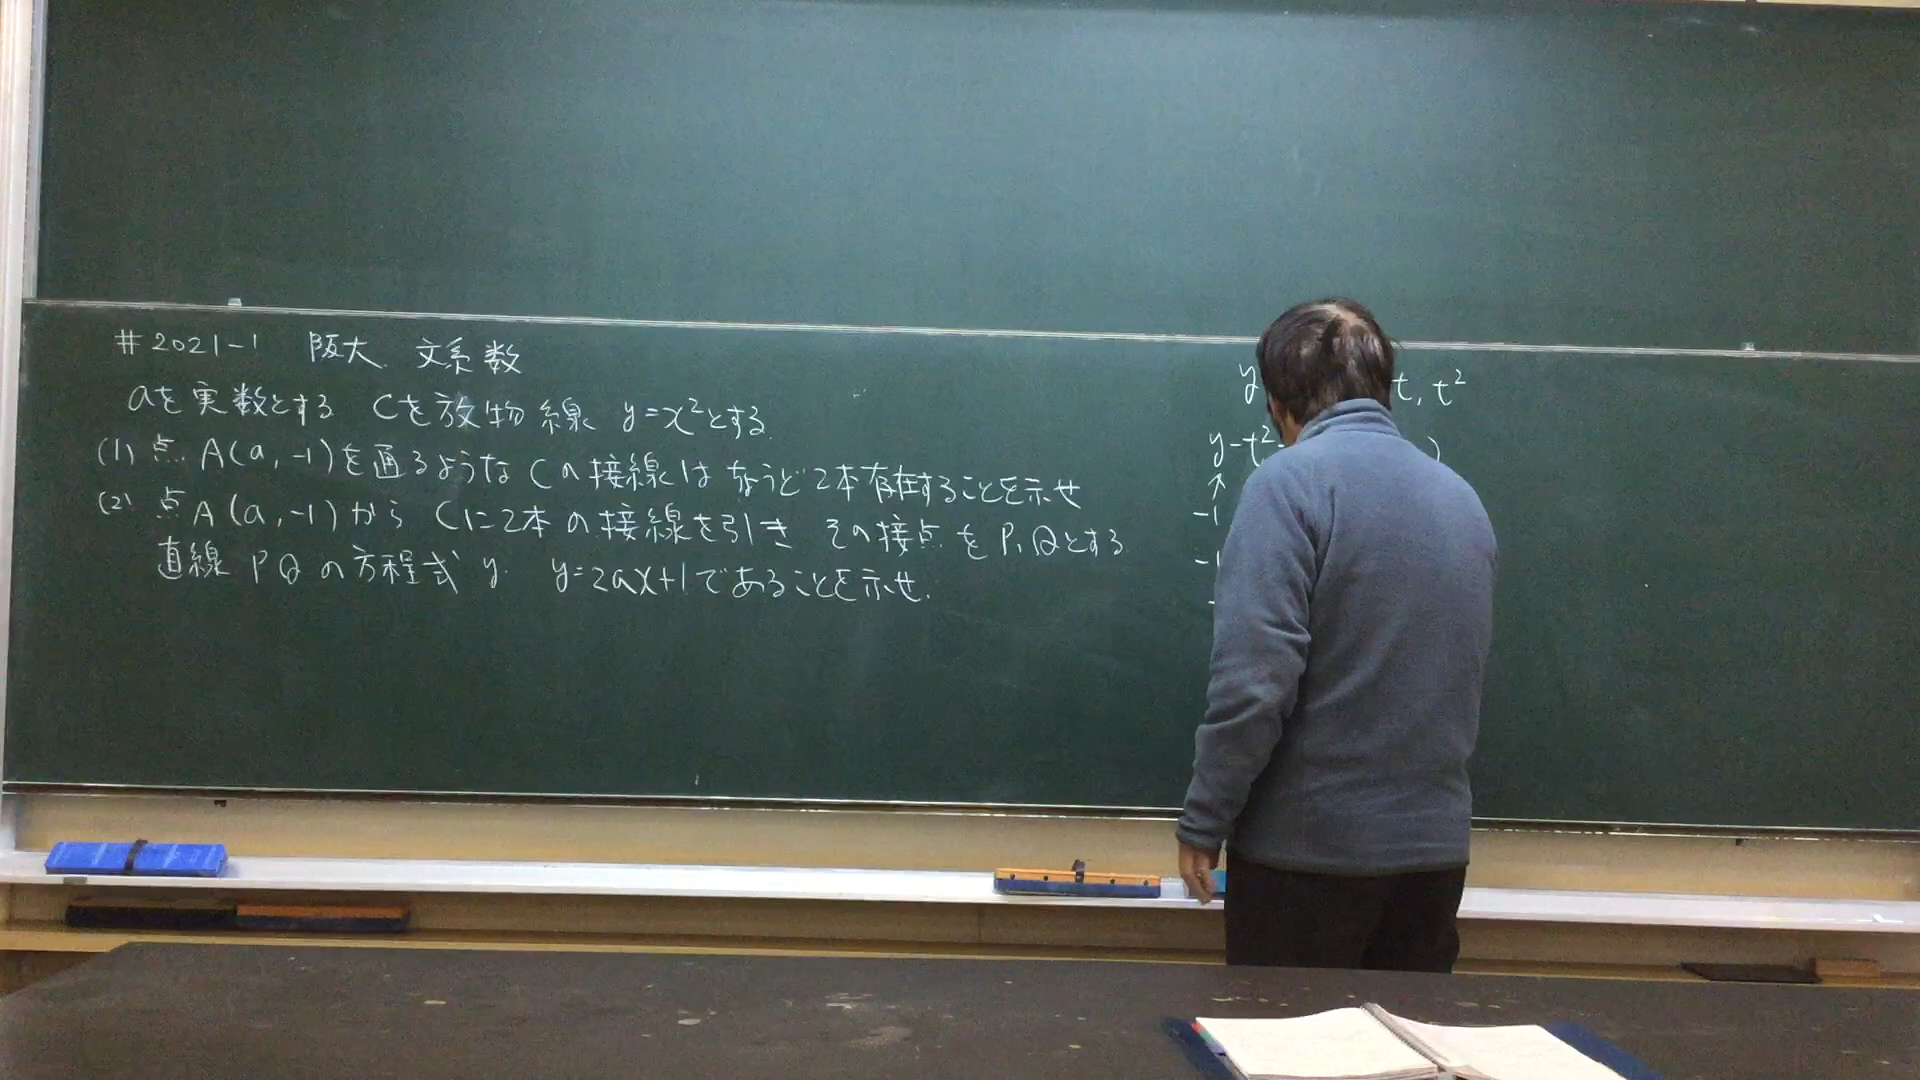 #2021-1 阪大 文系数
aを実数とする Cを放物線 y=x²とする.
(1) 点 A(a, -1)を通るような Cの接線は ちょうど2本存在することを示せ
(2) 点A(a, -1)から Cに2本の接線を引き その接点をP, Qとする
直線 PQの方程式 y. y=2ax+1であることを示せ.
y
t, t²
y-t²-
)
↑
-1
-1
-